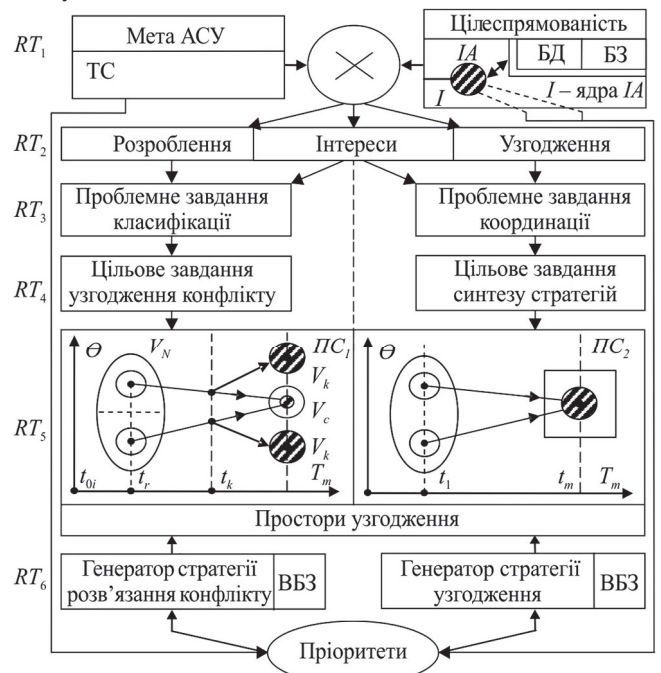 RT1
Мета АСУ
ТС
Цілеспрямованість
IA
БД
БЗ
I
I – ядра IA
RT2
Розроблення
Інтереси
Узгодження
RT3
Проблемне завдання
класифікації
Проблемне завдання
координації
RT4
Цільове завдання
узгодження конфлікту
Цільове завдання
синтезу стратегій
RT5
Θ
VN
ПС1
Vk
Vc
Vk
t0i
tr
tk
Tm
Θ
ПС2
t1
tm
Tm
Простори узгодження
RT6
Генератор стратегії
розв’язання конфлікту
ВБЗ
Генератор стратегії
узгодження
ВБЗ
Пріоритети